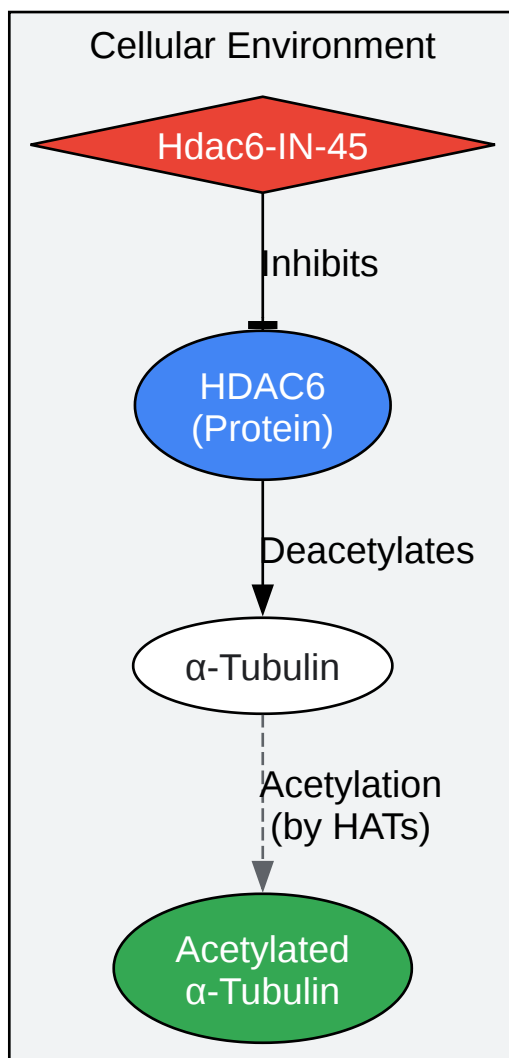 Cellular Environment
Hdac6-IN-45
Inhibits
HDAC6
(Protein)
Deacetylates
α-Tubulin
Acetylation
(by HATs)
Acetylated
α-Tubulin